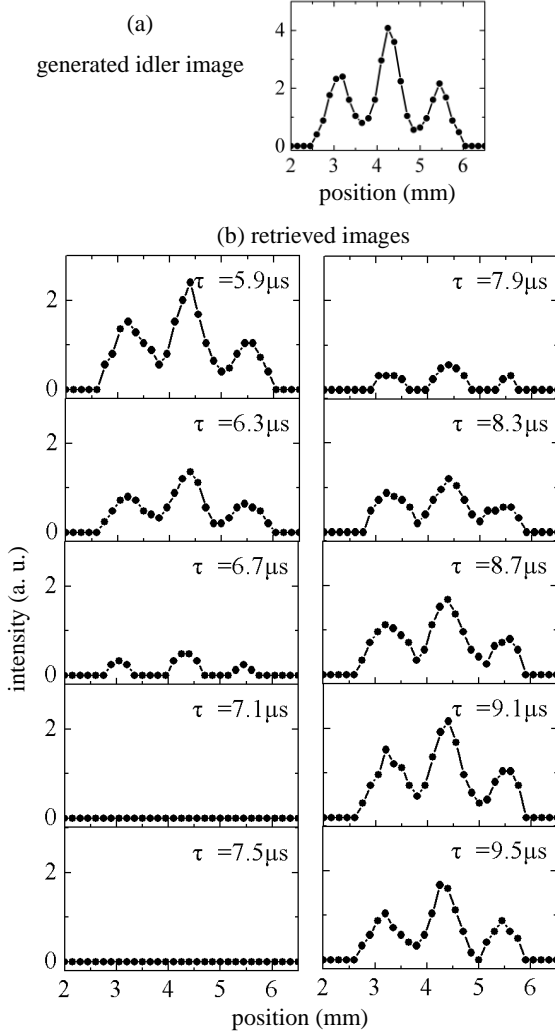 (a)
generated idler image
4
2
0
2 3 4 5 6
position (mm)
(b) retrieved images
intensity (a. u.)
2
0
τ =5.9μs
τ =7.9μs
2
0
τ =6.3μs
τ =8.3μs
2
0
τ =6.7μs
τ =8.7μs
2
τ =7.1μs
τ =9.1μs
2
0
τ =7.5μs
τ =9.5μs
2 3 4 5 6 2 3 4 5 6
position (mm)